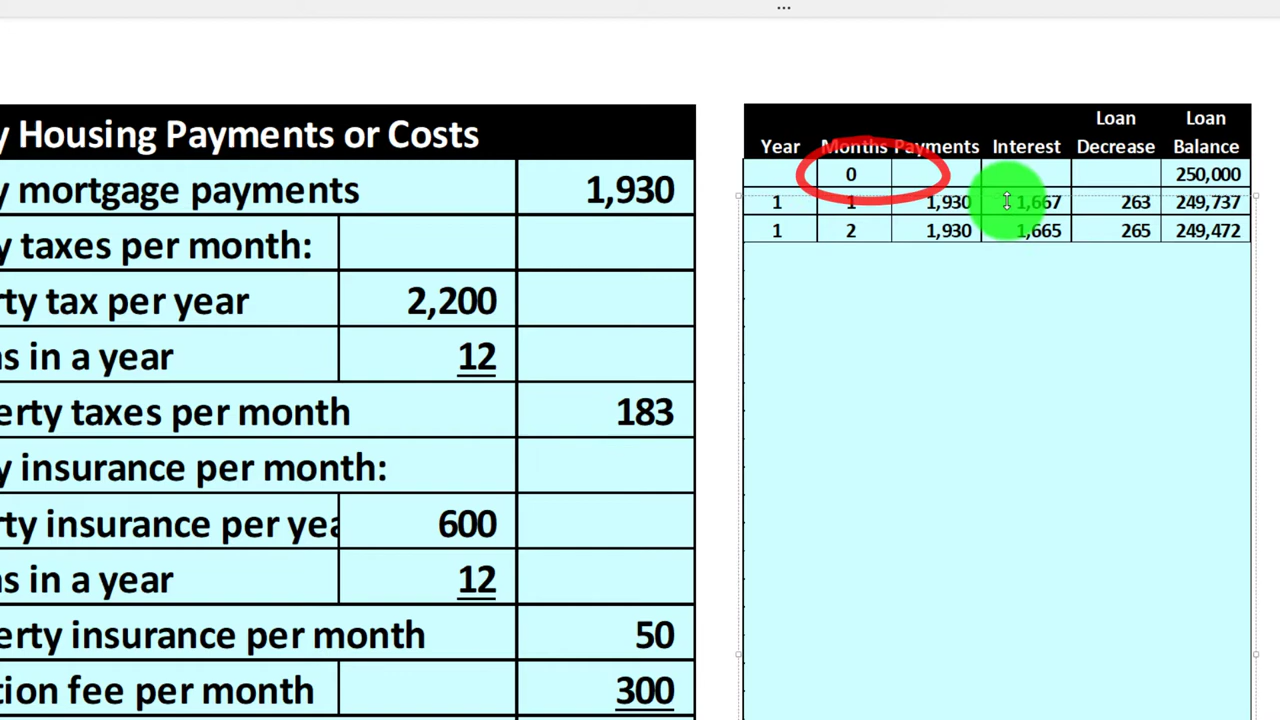 ...
y Housing Payments or Costs
y mortgage payments 1,930
y taxes per month:
rty tax per year 2,200
s in a year 12
erty taxes per month 183
y insurance per month:
rty insurance per yea 600
s in a year 12
erty insurance per month 50
tion fee per month 300
Loan Loan
Year Months Payments Interest Decrease Balance
0 250,000
1 1 1,930 1,667 263 249,737
1 2 1,930 1,665 265 249,472